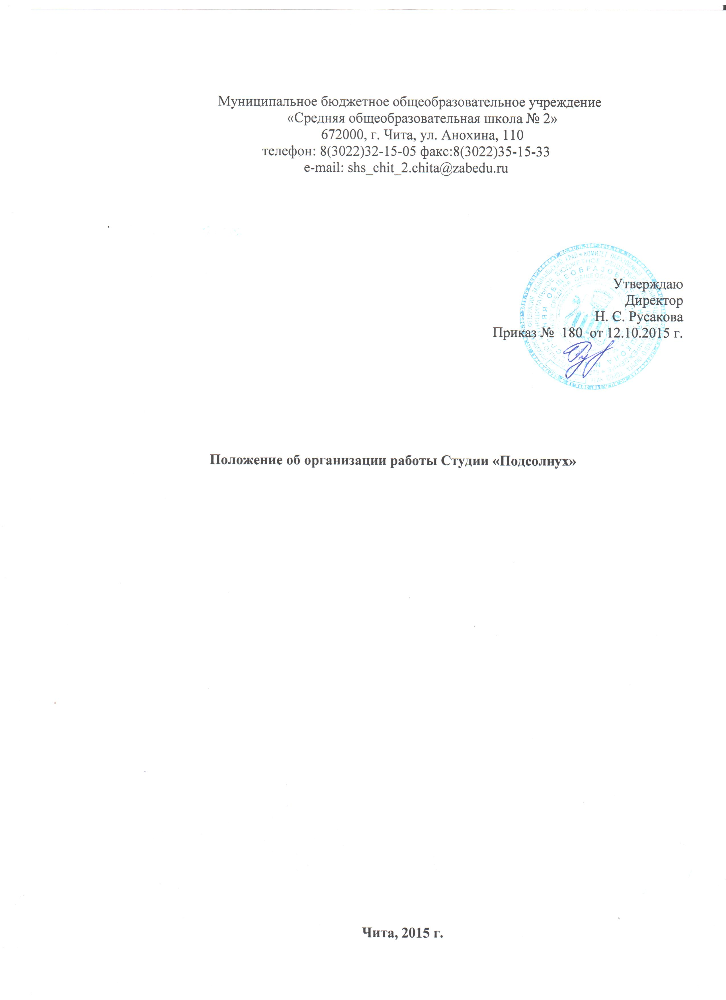 Муниципальное бюджетное общеобразовательное учреждение
«Средняя общеобразовательная школа № 2»
672000, г. Чита, ул. Анохина, 110
телефон: 8(3022)32-15-05 факс:8(3022)35-15-33
e-mail: shs_chit_2.chita@zabedu.ru
Утверждаю
Директор
Н. С. Русакова
Приказ № 180 от 12.10.2015 г.
Положение об организации работы Студии «Подсолнух»
Чита, 2015 г.